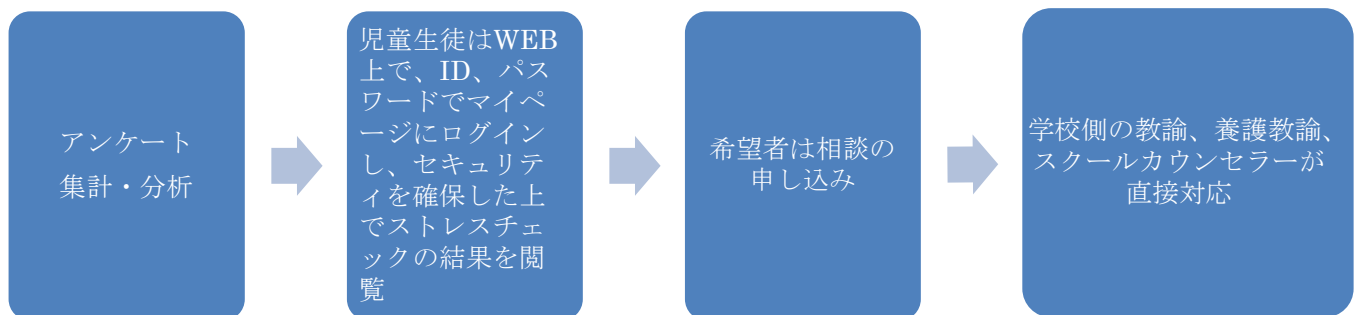 アンケート
集計・分析
児童生徒はWEB
上で、ID、パス
ワードでマイペ
ージにログイン
し、セキュリテ
ィを確保した上
でストレスチェ
ックの結果を閲
覧
希望者は相談の
申し込み
学校側の教諭、養護教諭、
スクールカウンセラーが
直接対応